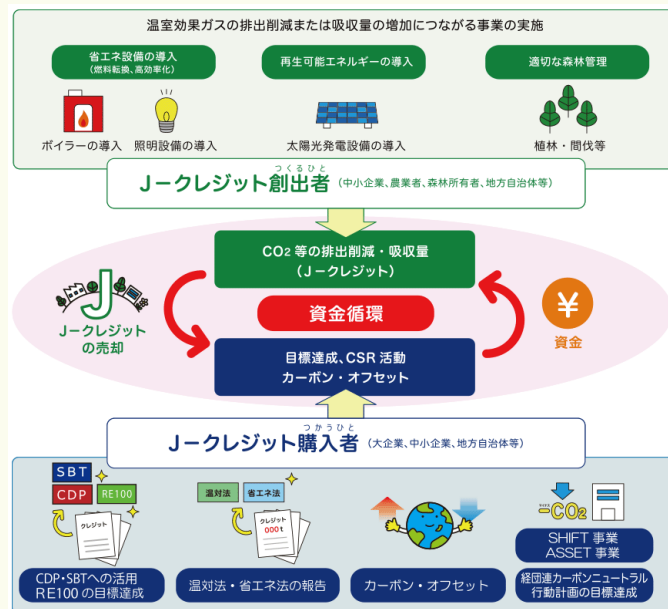 温室効果ガスの排出削減または吸収量の増加につながる事業の実施
省エネ設備の導入
(燃料転換、高効率化)
再生可能エネルギーの導入
適切な森林管理
ボイラーの導入
照明設備の導入
太陽光発電設備の導入
植林・間伐等
つくるひと
Jークレジット創出者(中小企業、農業者、森林所有者、地方自治体等)
CO2 等の排出削減・吸収量
(Jークレジット)
J
Jークレジット
の売却
資金循環
¥
資金
目標達成、CSR 活動
カーボン・オフセット
つかうひと
Jークレジット購入者(大企業、中小企業、地方自治体等)
SBT
CDP
RE100
クレジット
CDP・SBTへの活用
RE100 の目標達成
温対法
省エネ法
クレジット
000t
温対法・省エネ法の報告
カーボン・オフセット
-CO2
SHIFT 事業
ASSET 事業
経団連カーボンニュートラル
行動計画の目標達成